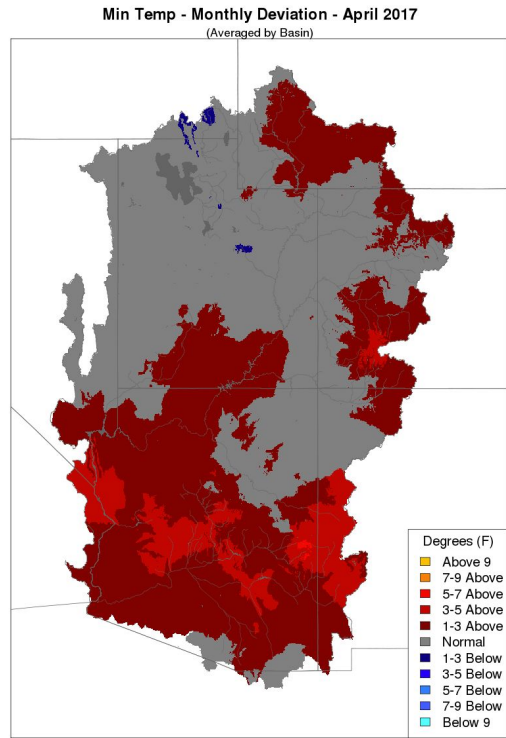 Min Temp - Monthly Deviation - April 2017
(Averaged by Basin)
Degrees (F)
Above 9
7-9 Above
5-7 Above
3-5 Above
1-3 Above
Normal
1-3 Below
3-5 Below
5-7 Below
7-9 Below
Below 9